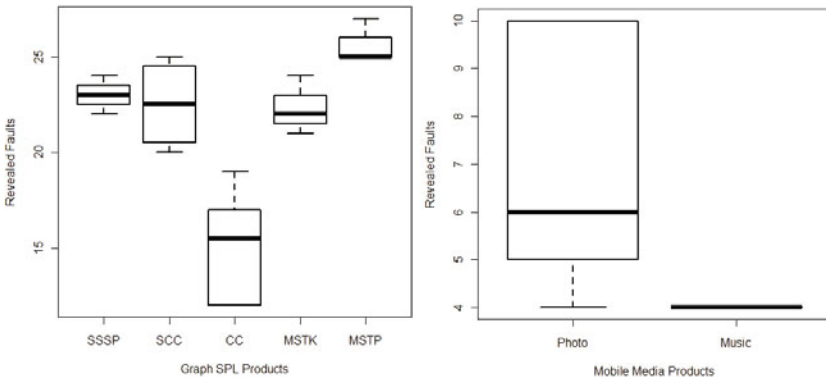 Revealed Faults
25
20
15
SSSP SCC CC MSTK MSTP
Graph SPL Products
Revealed Faults
10
9
8
7
6
5
4
Photo Music
Mobile Media Products